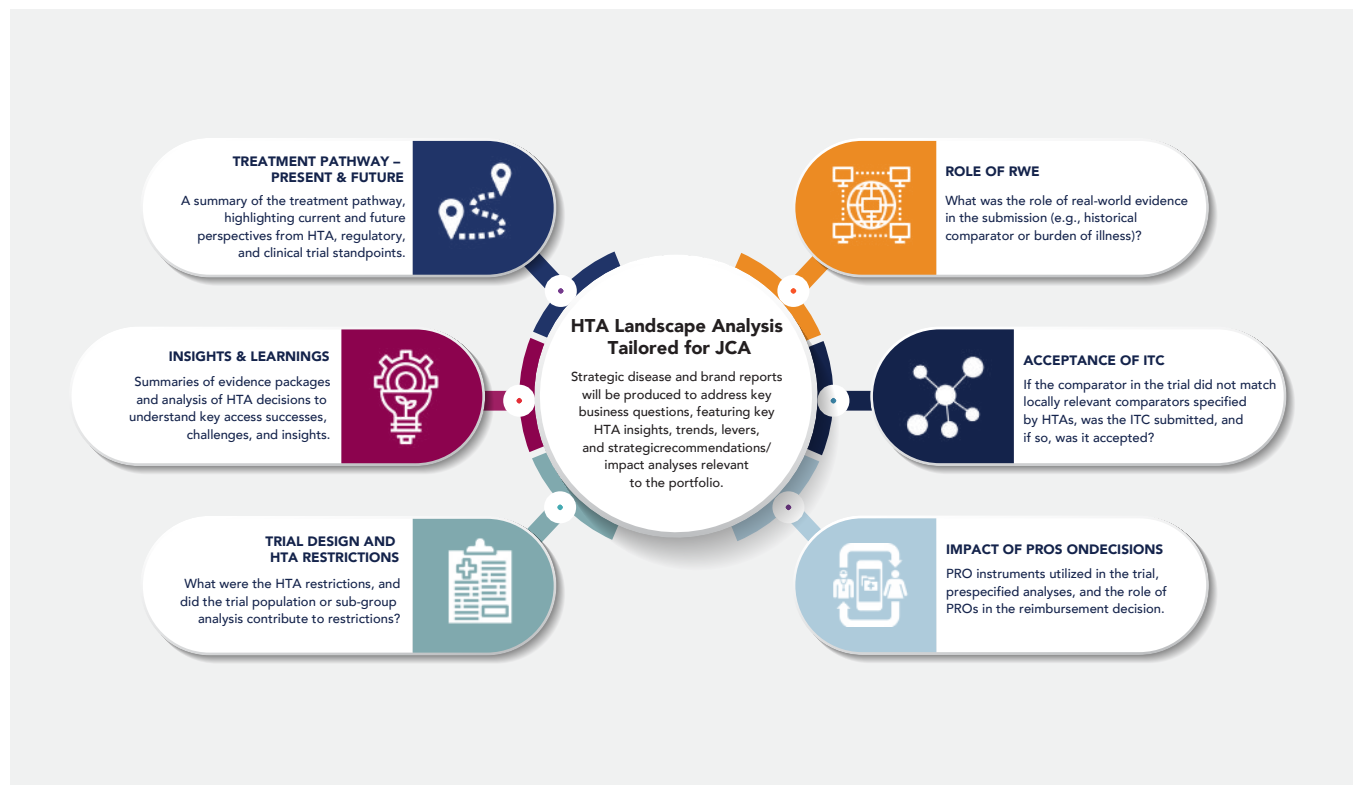 TREATMENT PATHWAY –
PRESENT & FUTURE
A summary of the treatment pathway,
highlighting current and future
perspectives from HTA, regulatory,
and clinical trial standpoints.
INSIGHTS & LEARNINGS
Summaries of evidence packages
and analysis of HTA decisions to
understand key access successes,
challenges, and insights.
TRIAL DESIGN AND
HTA RESTRICTIONS
What were the HTA restrictions, and
did the trial population or sub-group
analysis contribute to restrictions?
HTA Landscape Analysis
Tailored for JCA
Strategic disease and brand reports
will be produced to address key
business questions, featuring key
HTA insights, trends, levers,
and strategicrecommendations/
impact analyses relevant
to the portfolio.
ROLE OF RWE
What was the role of real-world evidence
in the submission (e.g., historical
comparator or burden of illness)?
ACCEPTANCE OF ITC
If the comparator in the trial did not match
locally relevant comparators specified
by HTAs, was the ITC submitted, and
if so, was it accepted?
IMPACT OF PROS ONDECISIONS
PRO instruments utilized in the trial,
prespecified analyses, and the role of
PROs in the reimbursement decision.